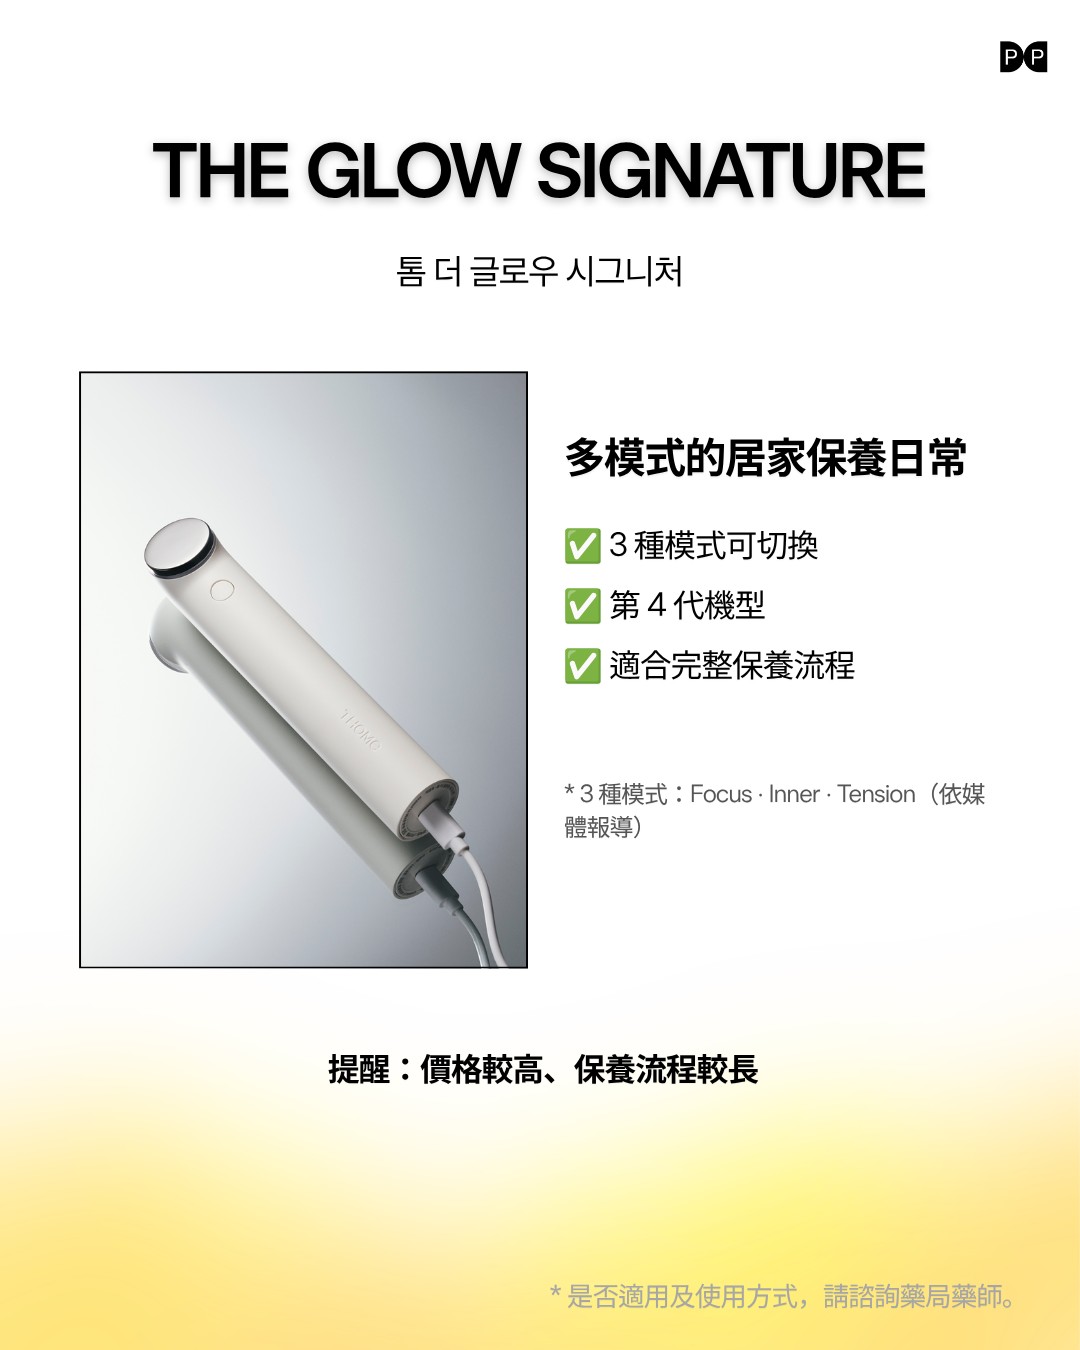 PP
THE GLOW SIGNATURE
톰 더 글로우 시그니처
多模式的居家保養日常
✅ 3 種模式可切換
✅ 第 4 代機型
✅ 適合完整保養流程
* 3 種模式：Focus · Inner · Tension（依媒
體報導）
THOME
提醒：價格較高、保養流程較長
* 是否適用及使用方式，請諮詢藥局藥師。